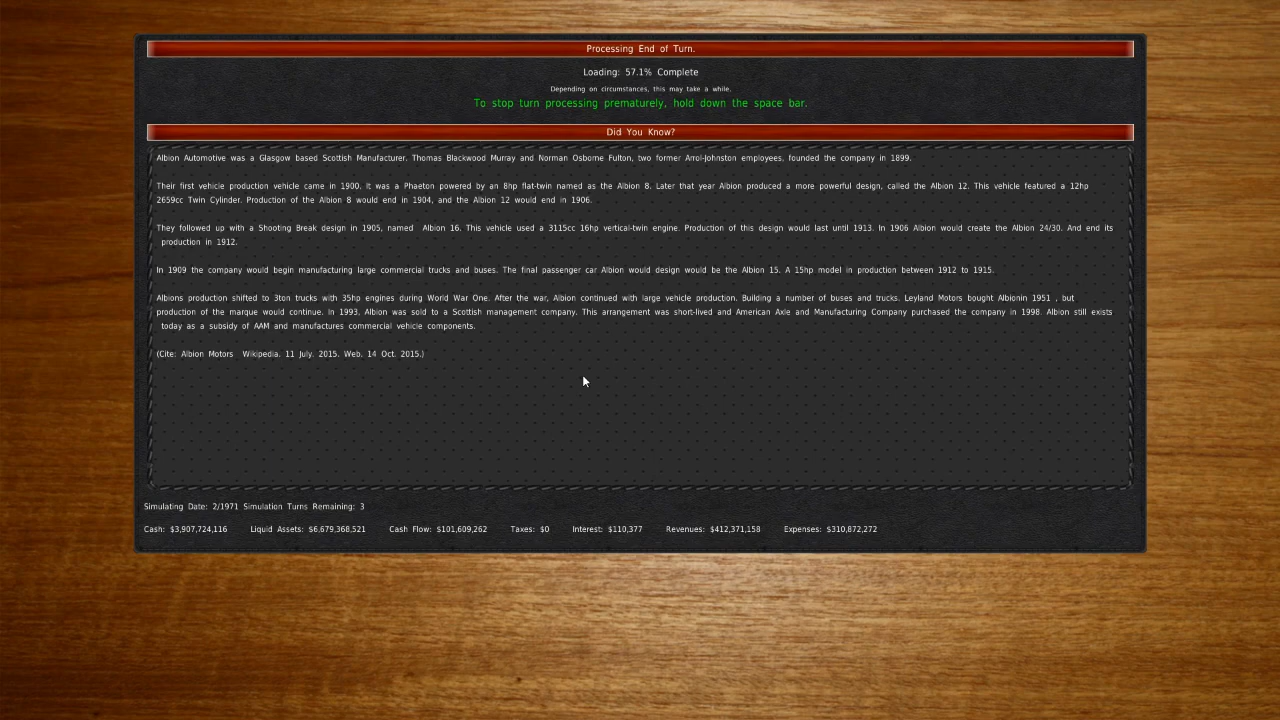 Processing End of Turn.
Loading: 57.1% Complete
Depending on circumstances, this may take a while.
To stop turn processing prematurely, hold down the space bar.
Did You Know?
Albion Automotive was a Glasgow based Scottish Manufacturer. Thomas Blackwood Murray and Norman Osborne Fulton, two former Arrol-Johnston employees, founded the company in 1899.
Their first vehicle production vehicle came in 1900. It was a Phaeton powered by an 8hp flat-twin named as the Albion 8. Later that year Albion produced a more powerful design, called the Albion 12. This vehicle featured a 12hp
2659cc Twin Cylinder. Production of the Albion 8 would end in 1904, and the Albion 12 would end in 1906.
They followed up with a Shooting Break design in 1905, named Albion 16. This vehicle used a 3115cc 16hp vertical-twin engine. Production of this design would last until 1913. In 1906 Albion would create the Albion 24/30. And end its
production in 1912.
In 1909 the company would begin manufacturing large commercial trucks and buses. The final passenger car Albion would design would be the Albion 15. A 15hp model in production between 1912 to 1915.
Albions production shifted to 3ton trucks with 35hp engines during World War One. After the war, Albion continued with large vehicle production. Building a number of buses and trucks. Leyland Motors bought Albionin 1951 , but
production of the marque would continue. In 1993, Albion was sold to a Scottish management company. This arrangement was short-lived and American Axle and Manufacturing Company purchased the company in 1998. Albion still exists
today as a subsidy of AAM and manufactures commercial vehicle components.
(Cite: Albion Motors Wikipedia. 11 July. 2015. Web. 14 Oct. 2015.)
Simulating Date: 2/1971 Simulation Turns Remaining: 3
Cash: $3,907,724,116 Liquid Assets: $6,679,368,521 Cash Flow: $101,609,262 Taxes: $0 Interest: $110,377 Revenues: $412,371,158 Expenses: $310,872,272